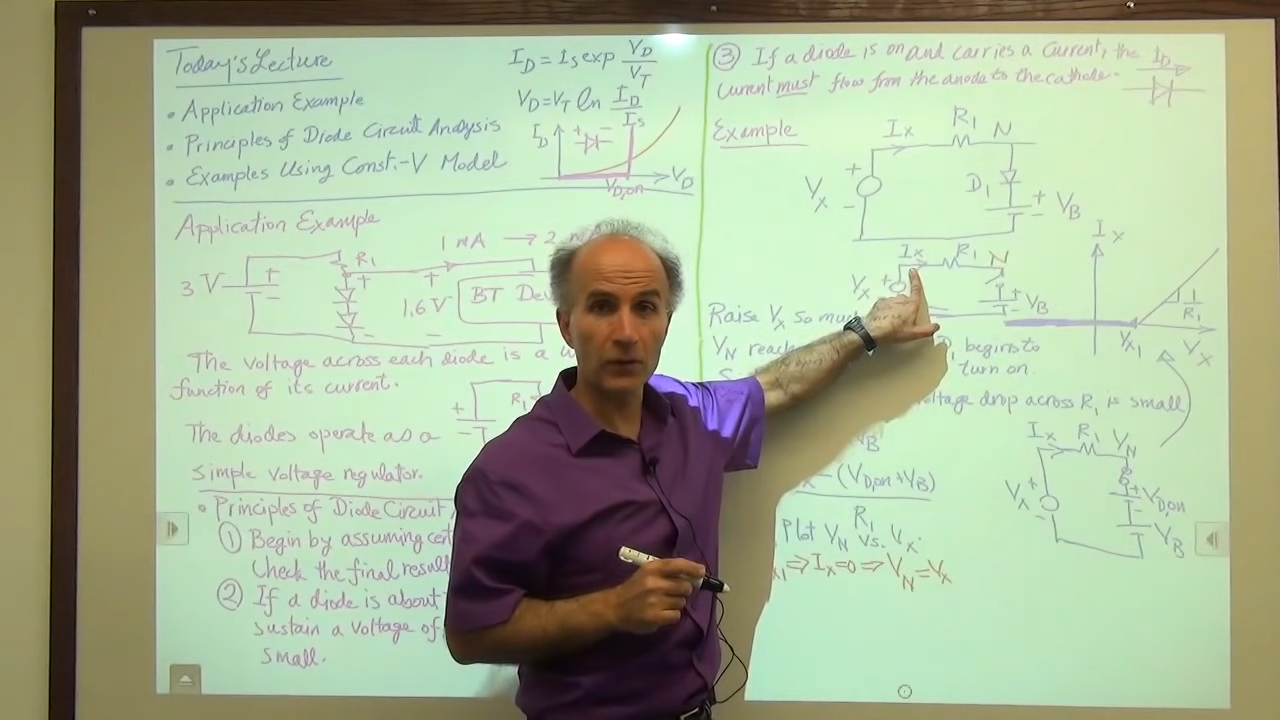 Today's Lecture
• Application Example
• Principles of Diode Circuit Analysis
• Examples Using Const.-V Model
I_D = I_S exp V_D / V_T
V_D = V_T ln I_D / I_S
I_D
+ -
V_D,on
V_D
Application Example
3 V
+
-
R_1
+
1 mA → 2
+
1.6 V
BT De
The voltage across each diode is a
function of its current.
The diodes operate as a
simple voltage regulator.
+
-
R_1
• Principles of Diode Circuit
① Begin by assuming
Check the final
② If a diode is about
sustain a voltage of
small.
③ If a diode is on and carries a current, the
current must flow from the anode to the cathode.
I_D
Example
I_X
R_1
N
V_X
+
-
D_1
+
-
V_B
I_X
R_1
N
V_X
+
+
-
V_B
I_X
1 / R_1
V_X1
V_X
Raise V_X so
V_N
D_1 begins to
turn on.
voltage drop across R_1 is small
V_B
- (V_D,on + V_B)
R_1
I_X
R_1
V_N
V_X
+
-
+
-
V_D,on
V_B
Plot V_N vs. V_X.
⇒ I_X = 0 ⇒ V_N = V_X